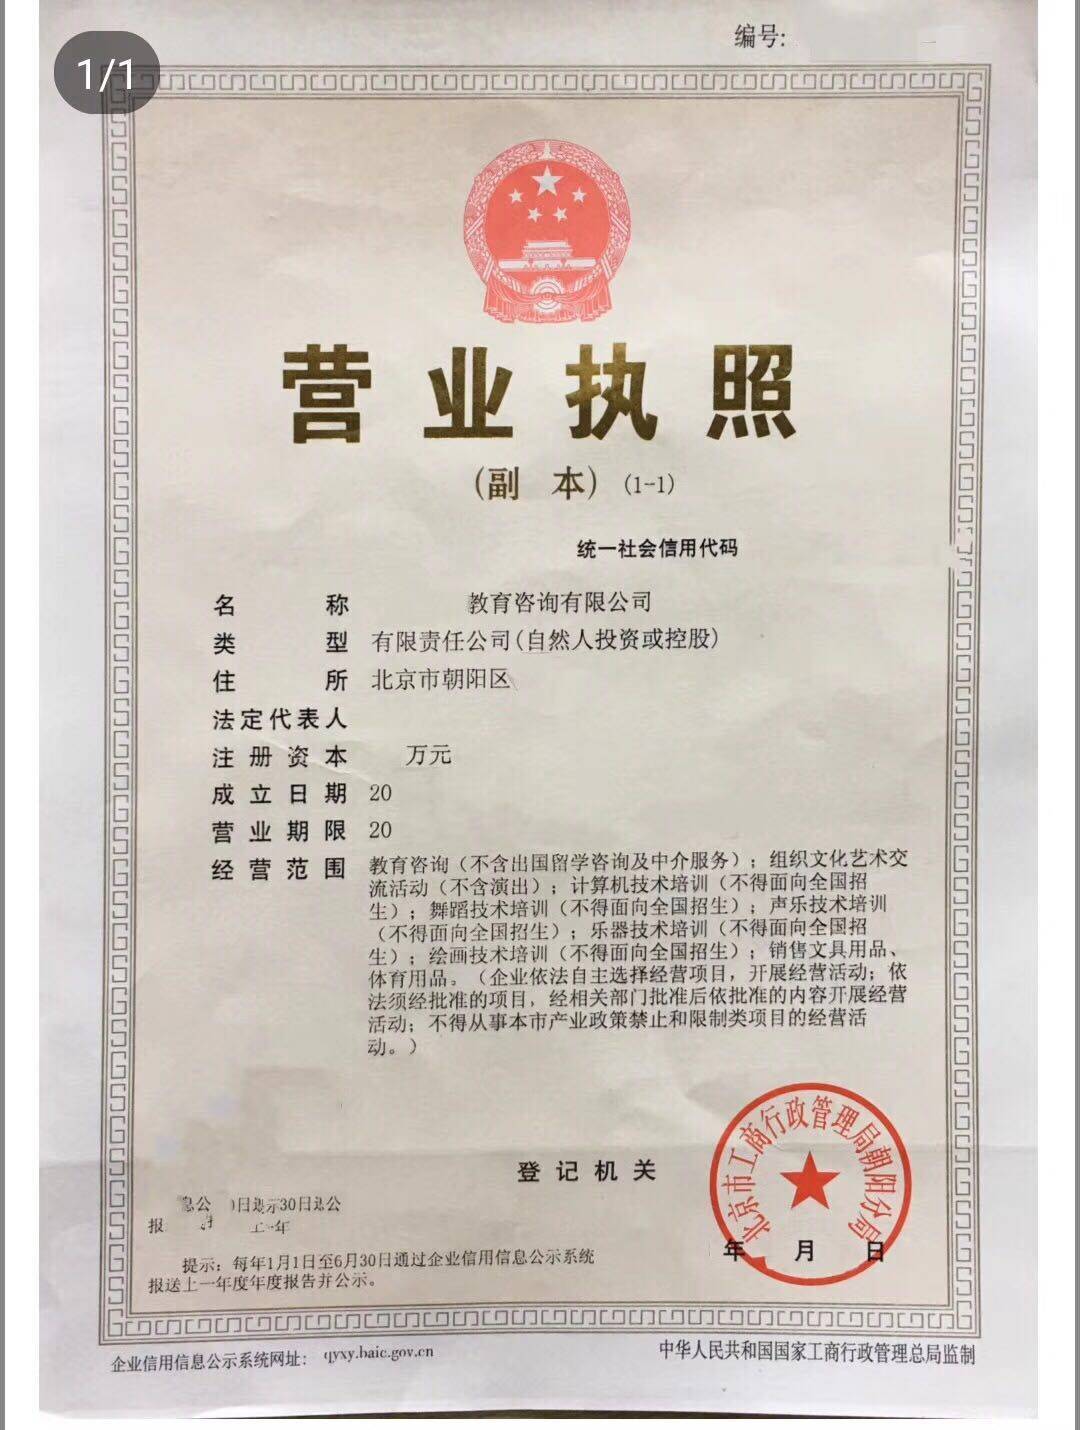 1/1
编号:
营业执照
(副 本) (1-1)
统一社会信用代码
名称 教育咨询有限公司
类型 有限责任公司(自然人投资或控股)
住所 北京市朝阳区
法定代表人
注册资本 万元
成立日期 20
营业期限 20
经营范围 教育咨询（不含出国留学咨询及中介服务）；组织文化艺术交
流活动（不含演出）；计算机技术培训（不得面向全国招
生）；舞蹈技术培训（不得面向全国招生）；声乐技术培训
（不得面向全国招生）；乐器技术培训（不得面向全国招
生）；绘画技术培训（不得面向全国招生）；销售文具用品、
体育用品。（企业依法自主选择经营项目，开展经营活动；依
法须经批准的项目，经相关部门批准后依批准的内容开展经营
活动；不得从事本市产业政策禁止和限制类项目的经营活
动。）
登记机关
北京市工商行政管理局朝阳分局
年 月 日
息公 日 示30日 公
报 年
提示：每年1月1日至6月30日通过企业信用信息公示系统
报送上一年度年度报告并公示。
企业信用信息公示系统网址： qyxy.baic.gov.cn
中华人民共和国国家工商行政管理总局监制